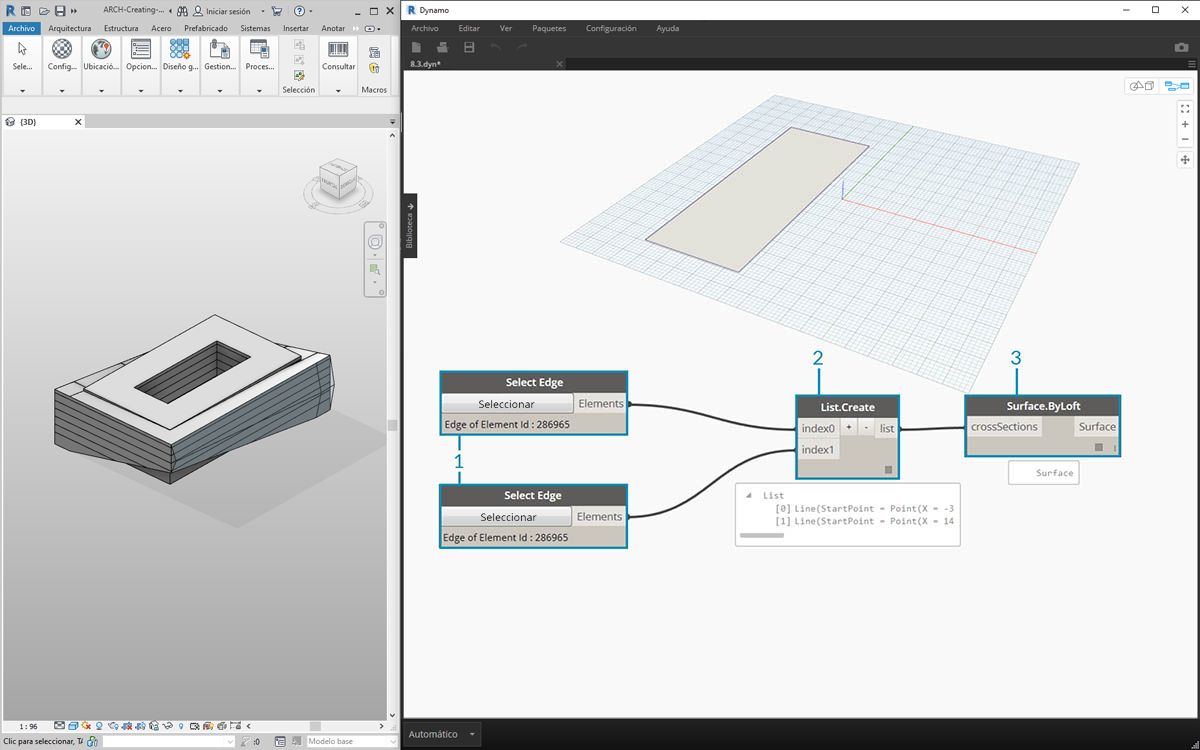 ARCH-Creating-...
Iniciar sesión
Archivo Arquitectura Estructura Acero Prefabricado Sistemas Insertar Anotar
Sele... Config... Ubicació... Opcion... Diseño g... Gestion... Proces... Consultar
Selección Macros
{3D}
1 : 96
Clic para seleccionar, TA :0 Modelo base
Dynamo
Archivo Editar Ver Paquetes Configuración Ayuda
8.3.dyn*
Biblioteca
2
3
Select Edge
Seleccionar Elements
Edge of Element Id : 286965
1
Select Edge
Seleccionar Elements
Edge of Element Id : 286965
List.Create
index0 + - list
index1
List
[0] Line(StartPoint = Point(X = -3
[1] Line(StartPoint = Point(X = 14
Surface.ByLoft
crossSections Surface
Surface
Automático